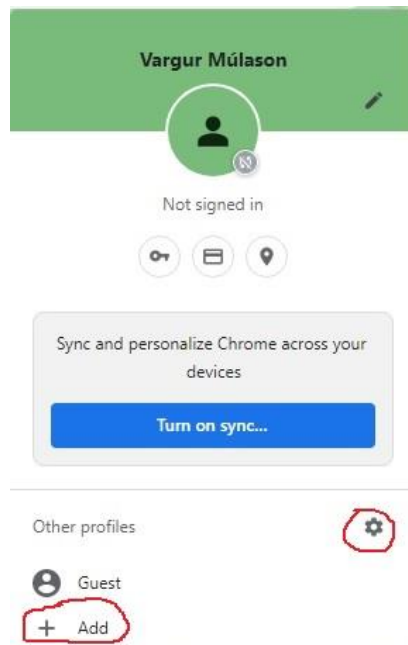 Vargur Múlason
Not signed in
Sync and personalize Chrome across your
devices
Turn on sync...
Other profiles
Guest
Add